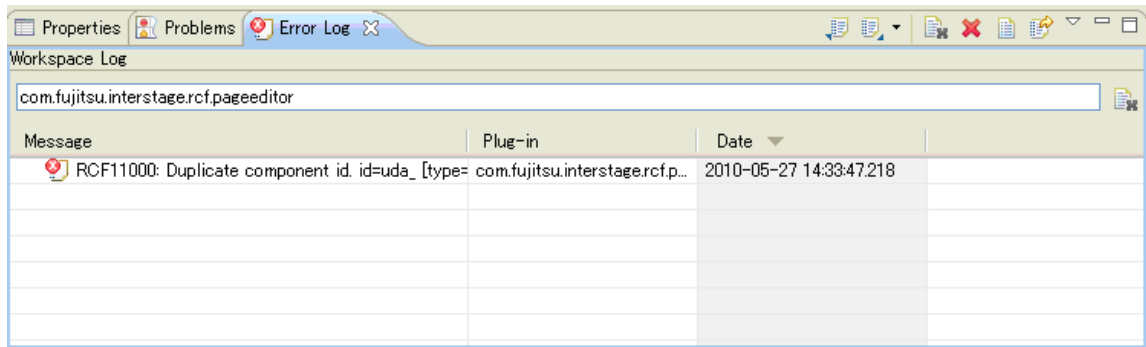 Properties Problems Error Log
Workspace Log
com.fujitsu.interstage.rcf.pageeditor
Message Plug-in Date
RCF11000: Duplicate component id. id=uda_ [type= com.fujitsu.interstage.rcf.p... 2010-05-27 14:33:47.218